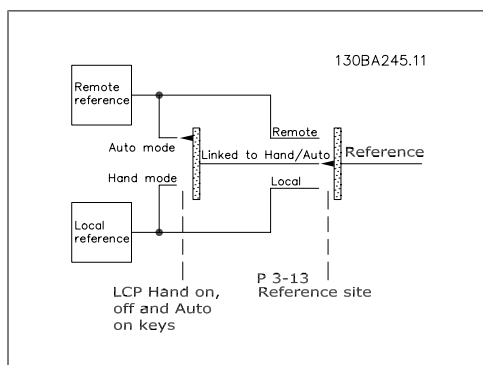 130BA245.11
Remote
reference
Remote
Auto mode
Linked to Hand/Auto
Reference
Hand mode
Local
Local
reference
LCP Hand on,
off and Auto
on keys
P 3-13
Reference site